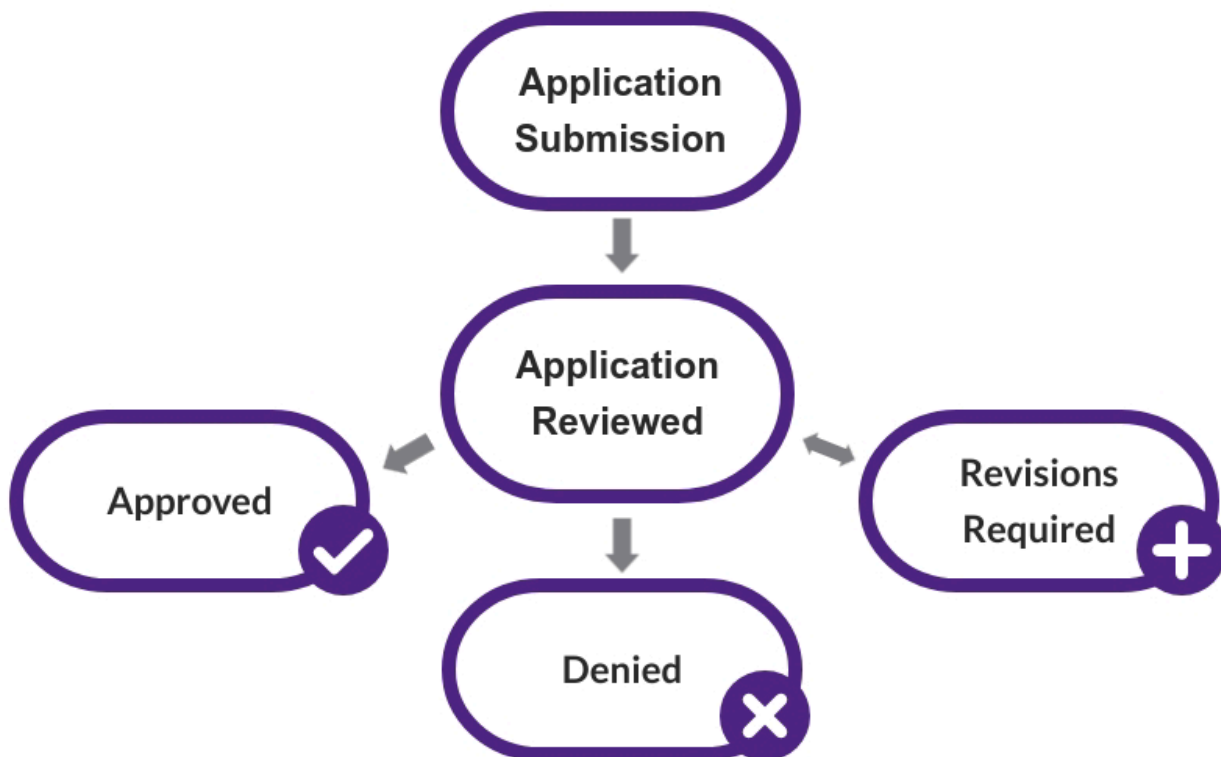 Application
Submission
Application
Reviewed
Approved
Revisions
Required
Denied